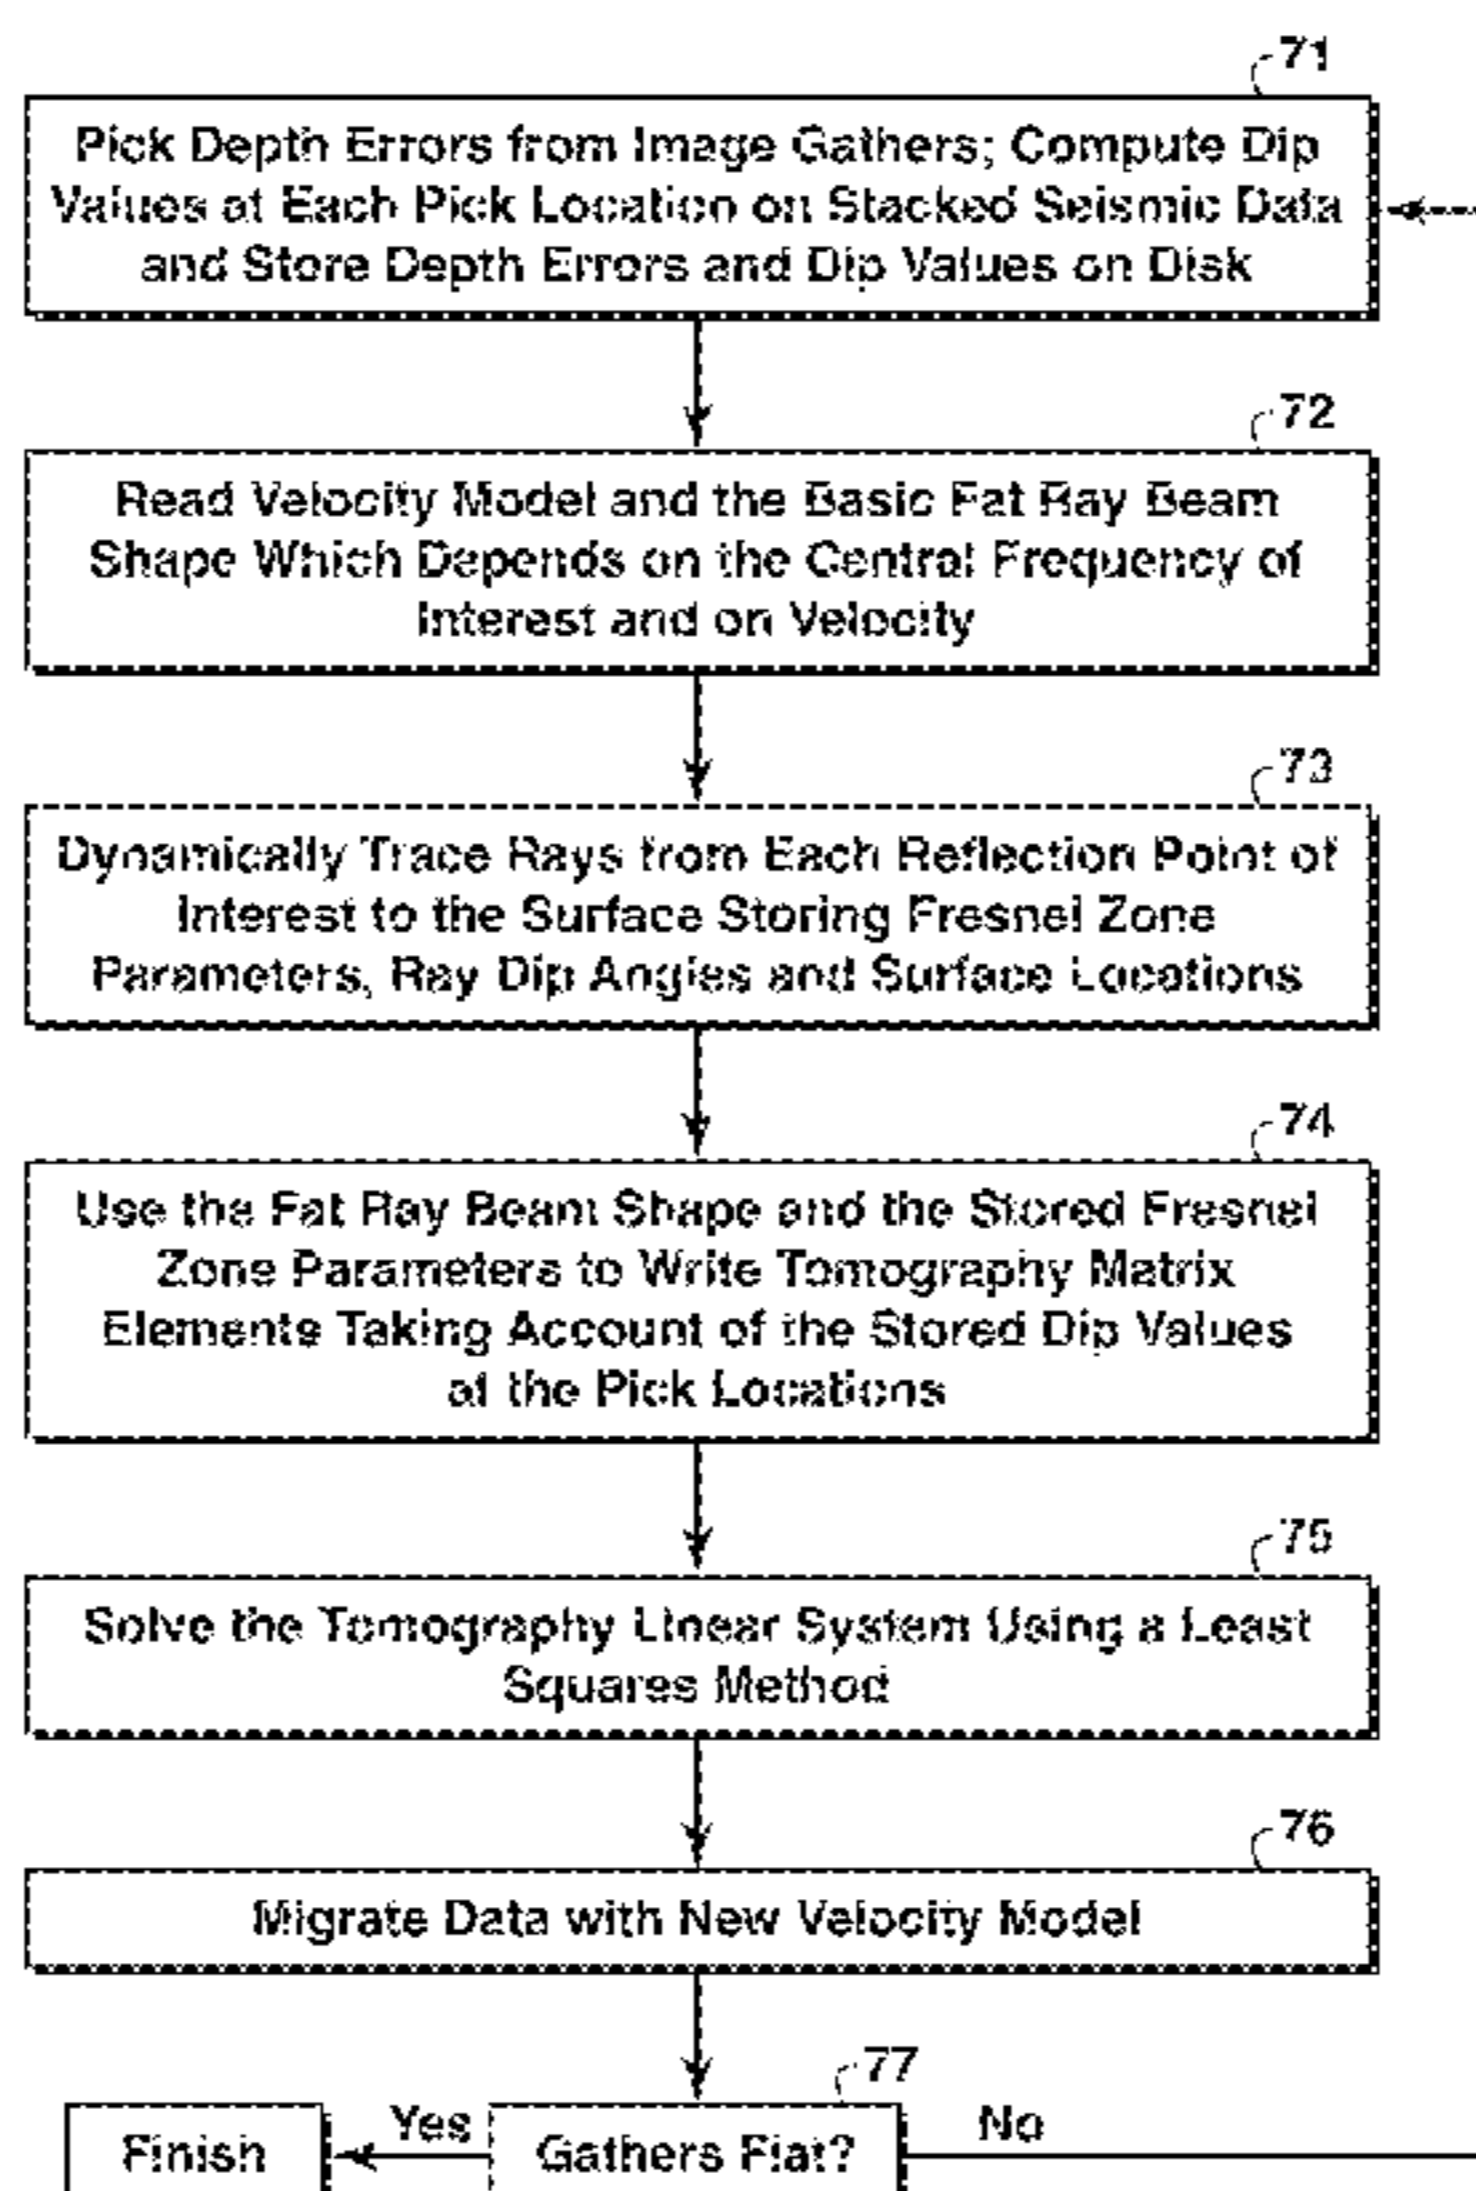 71
Pick Depth Errors from Image Gathers; Compute Dip
Values at Each Pick Location on Stacked Seismic Data
and Store Depth Errors and Dip Values on Disk
72
Read Velocity Model and the Basic Fat Ray Beam
Shape Which Depends on the Central Frequency of
Interest and on Velocity
73
Dynamically Trace Rays from Each Reflection Point of
Interest to the Surface Storing Fresnel Zone
Parameters, Ray Dip Angles and Surface Locations
74
Use the Fat Ray Beam Shape and the Stored Fresnel
Zone Parameters to Write Tomography Matrix
Elements Taking Account of the Stored Dip Values
at the Pick Locations
75
Solve the Tomography Linear System Using a Least
Squares Method
76
Migrate Data with New Velocity Model
77
Finish
Yes
Gathers Flat?
No